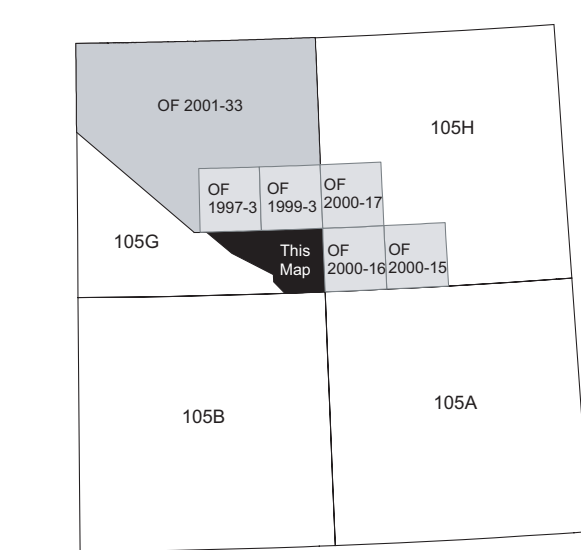 OF 2001-33
105H
OF
1997-3
OF
1999-3
OF
2000-17
105G
This
Map
OF
2000-16
OF
2000-15
105B
105A